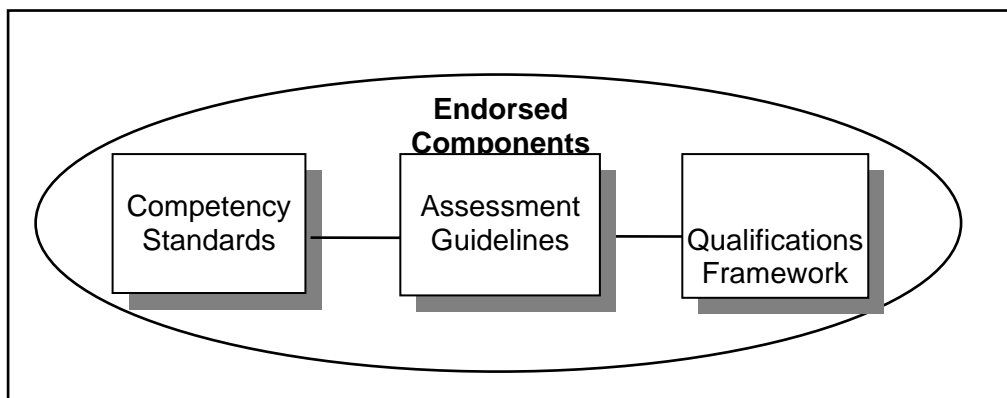 Endorsed
Components
Competency
Standards
Assessment
Guidelines
Qualifications
Framework